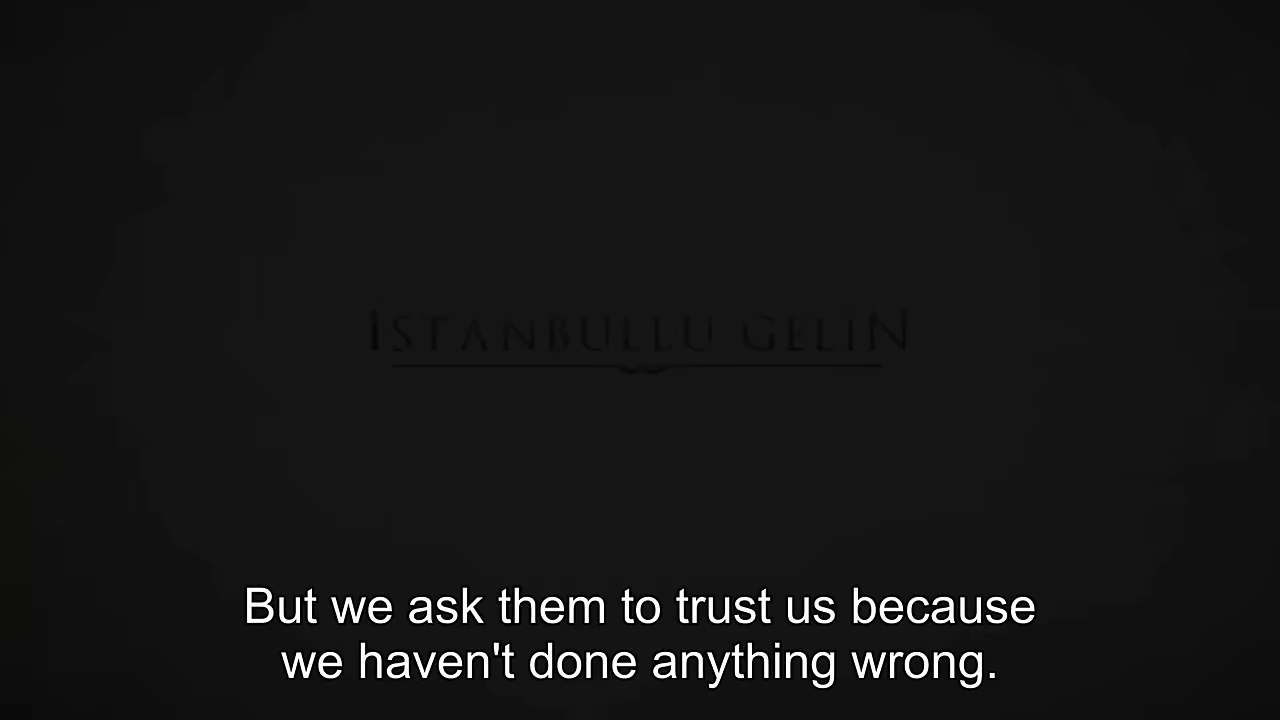 İSTANBULLU GELİN
But we ask them to trust us because
we haven't done anything wrong.